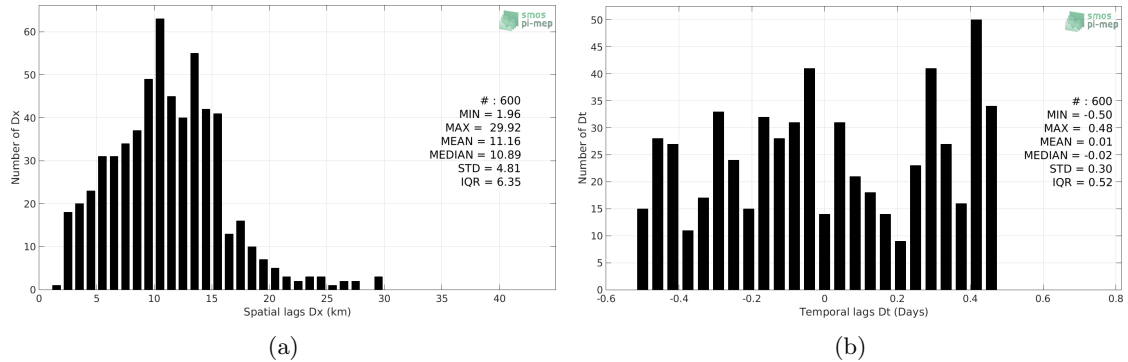 smos
pi-mep
60
50
40
30
20
10
0
Number of Dx
# : 600
MIN = 1.96
MAX = 29.92
MEAN = 11.16
MEDIAN = 10.89
STD = 4.81
IQR = 6.35
0 5 10 15 20 25 30 35 40
Spatial lags Dx (km)
(a)
smos
pi-mep
50
45
40
35
30
25
20
15
10
5
0
Number of Dt
# : 600
MIN = -0.50
MAX = 0.48
MEAN = 0.01
MEDIAN = -0.02
STD = 0.30
IQR = 0.52
-0.6 -0.4 -0.2 0 0.2 0.4 0.6 0.8
Temporal lags Dt (Days)
(b)